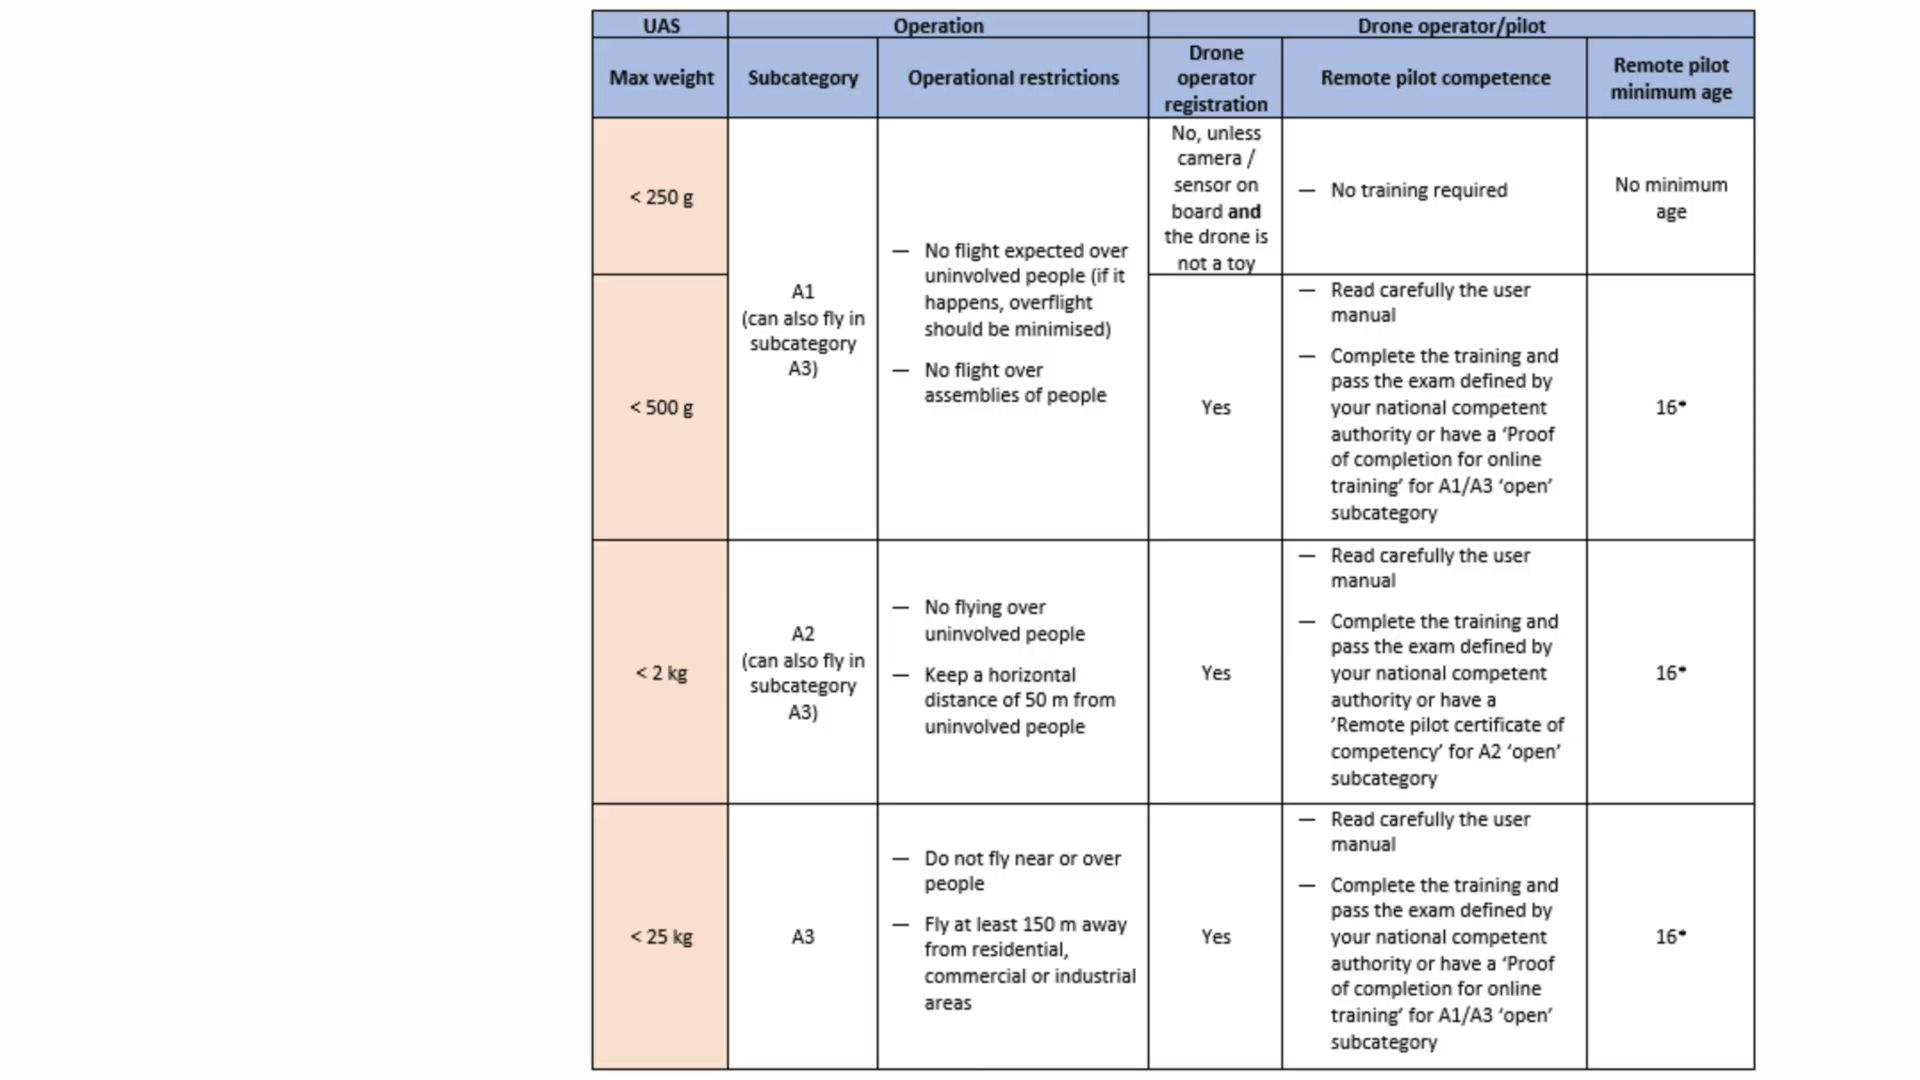 UAS
Operation
Drone operator/pilot
Max weight
Subcategory
Operational restrictions
Drone
operator
registration
Remote pilot competence
Remote pilot
minimum age
< 250 g
A1
(can also fly in
subcategory
A3)
— No flight expected over
uninvolved people (if it
happens, overflight
should be minimised)
— No flight over
assemblies of people
No, unless
camera /
sensor on
board and
the drone is
not a toy
— No training required
No minimum
age
< 500 g
Yes
— Read carefully the user
manual
— Complete the training and
pass the exam defined by
your national competent
authority or have a ‘Proof
of completion for online
training’ for A1/A3 ‘open’
subcategory
16*
< 2 kg
A2
(can also fly in
subcategory
A3)
— No flying over
uninvolved people
— Keep a horizontal
distance of 50 m from
uninvolved people
Yes
— Read carefully the user
manual
— Complete the training and
pass the exam defined by
your national competent
authority or have a
’Remote pilot certificate of
competency’ for A2 ‘open’
subcategory
16*
< 25 kg
A3
— Do not fly near or over
people
— Fly at least 150 m away
from residential,
commercial or industrial
areas
Yes
— Read carefully the user
manual
— Complete the training and
pass the exam defined by
your national competent
authority or have a ‘Proof
of completion for online
training’ for A1/A3 ‘open’
subcategory
16*